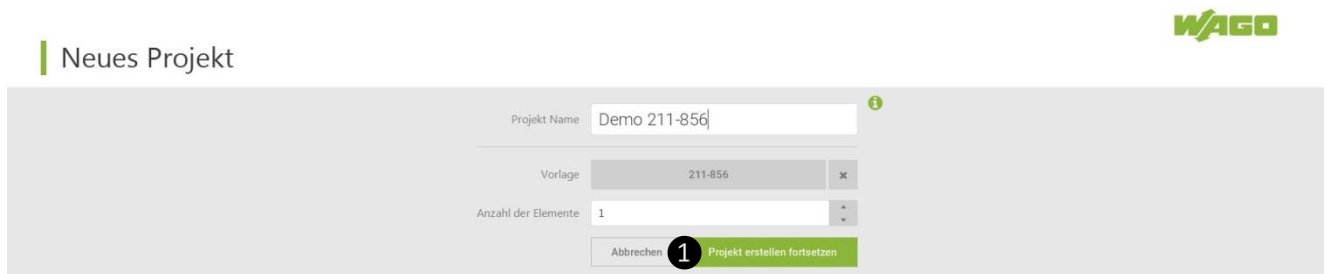 WAGO
Neues Projekt
Projekt Name Demo 211-856
Vorlage 211-856
Anzahl der Elemente 1
Abbrechen 1 Projekt erstellen fortsetzen